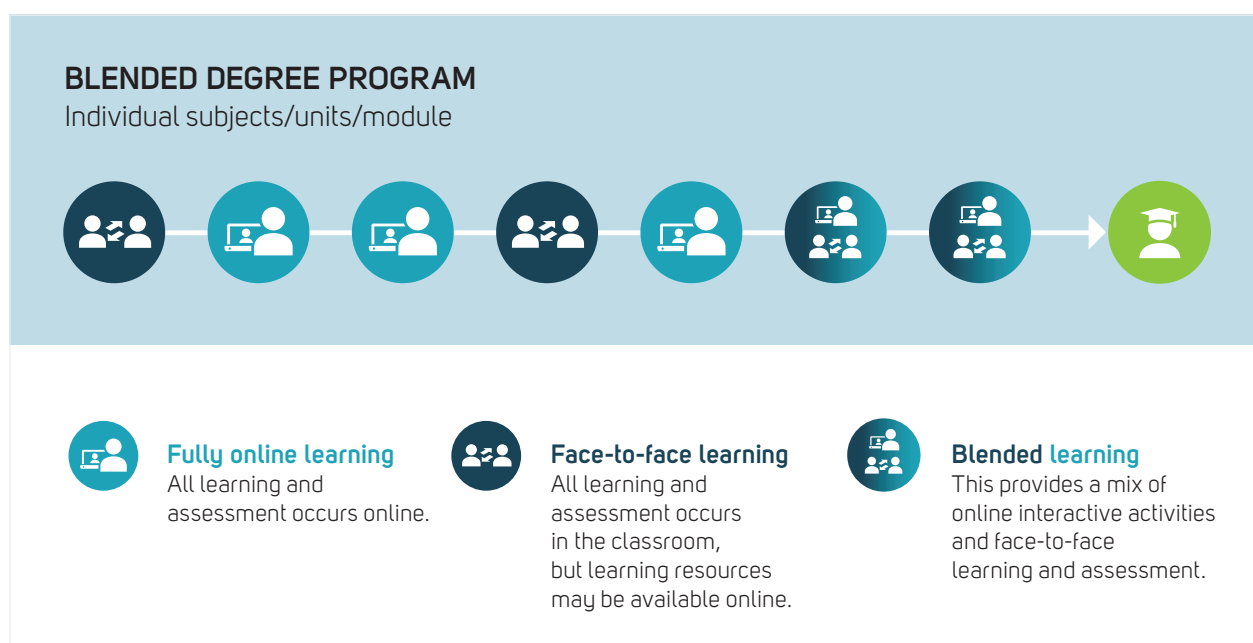 BLENDED DEGREE PROGRAM
Individual subjects/units/module
Fully online learning
All learning and
assessment occurs online.
Face-to-face learning
All learning and
assessment occurs
in the classroom,
but learning resources
may be available online.
Blended learning
This provides a mix of
online interactive activities
and face-to-face
learning and assessment.